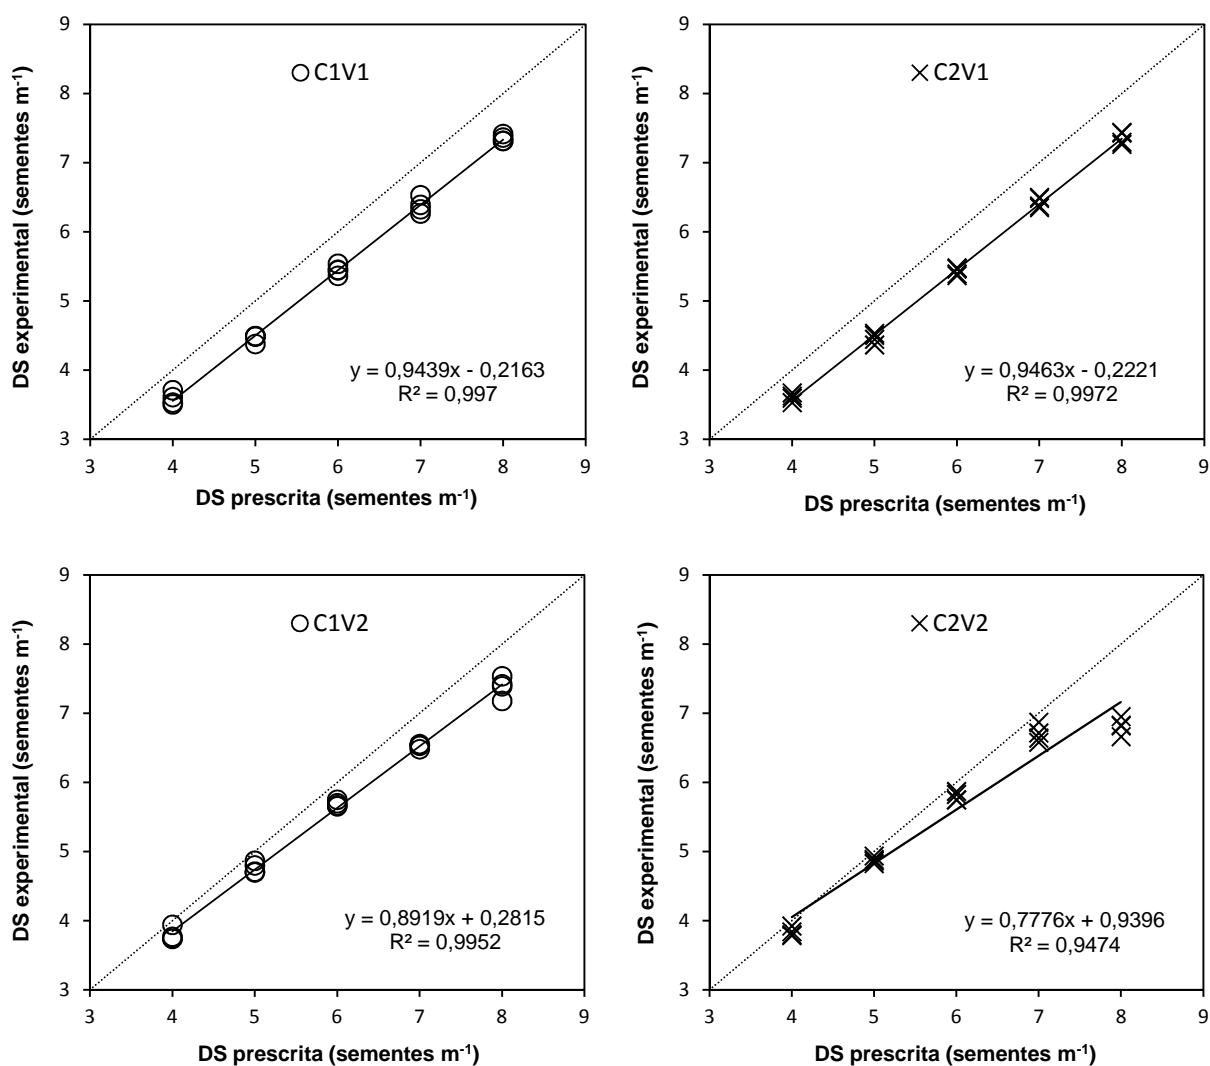 9
8
7
6
5
4
3
DS experimental (sementes m⁻¹)
C1V1
y = 0,9439x - 0,2163
R² = 0,997
3 4 5 6 7 8 9
DS prescrita (sementes m⁻¹)
9
8
7
6
5
4
3
DS experimental (sementes m⁻¹)
C2V1
y = 0,9463x - 0,2221
R² = 0,9972
3 4 5 6 7 8 9
DS prescrita (sementes m⁻¹)
9
8
7
6
5
4
3
DS experimental (sementes m⁻¹)
C1V2
y = 0,8919x + 0,2815
R² = 0,9952
3 4 5 6 7 8 9
DS prescrita (sementes m⁻¹)
9
8
7
6
5
4
3
DS experimental (sementes m⁻¹)
C2V2
y = 0,7776x + 0,9396
R² = 0,9474
3 4 5 6 7 8 9
DS prescrita (sementes m⁻¹)